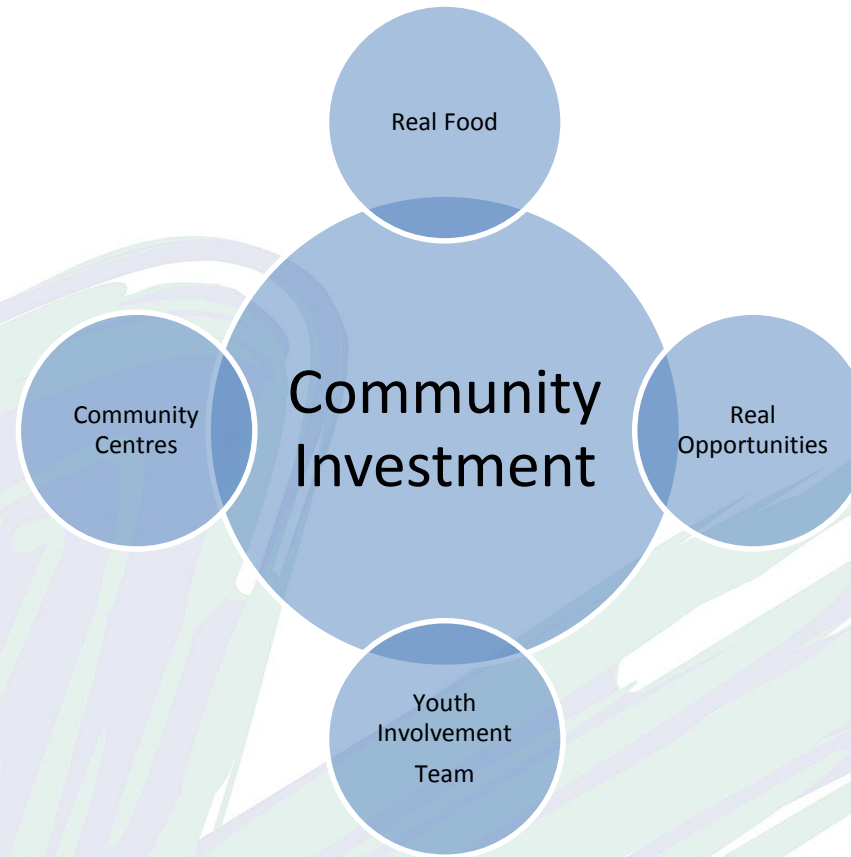 Real Food
Community
Investment
Community
Centres
Real
Opportunities
Youth
Involvement
Team